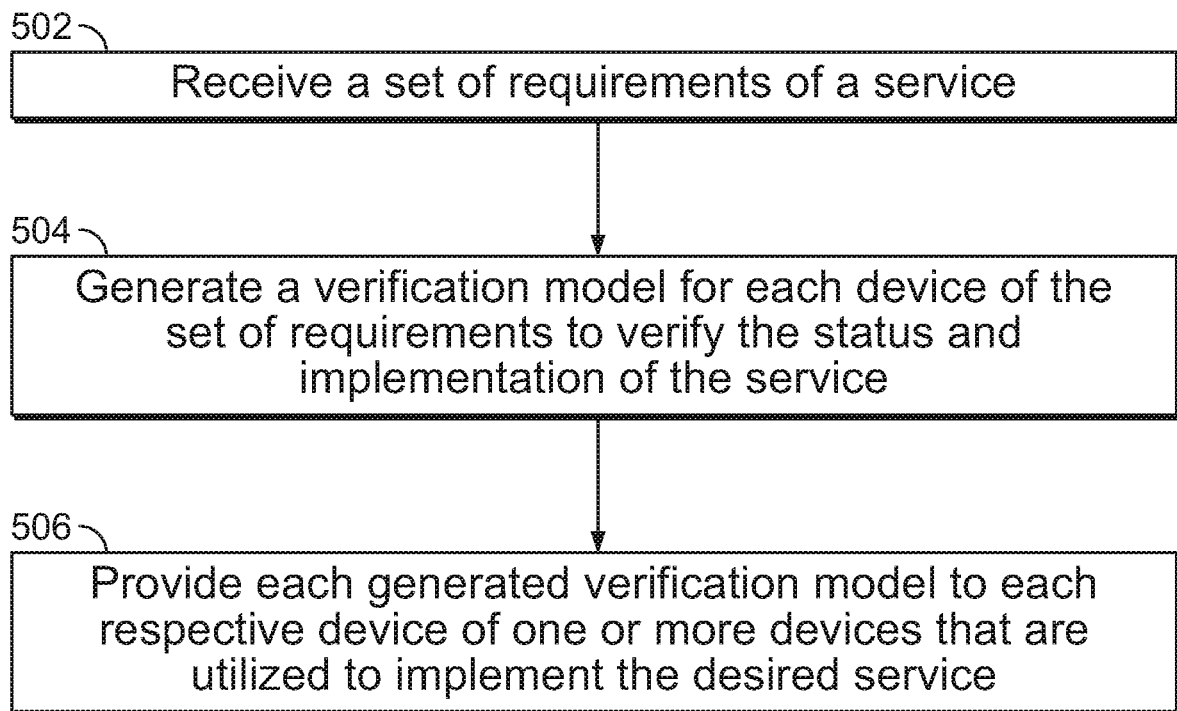 502
Receive a set of requirements of a service
504
Generate a verification model for each device of the
set of requirements to verify the status and
implementation of the service
506
Provide each generated verification model to each
respective device of one or more devices that are
utilized to implement the desired service